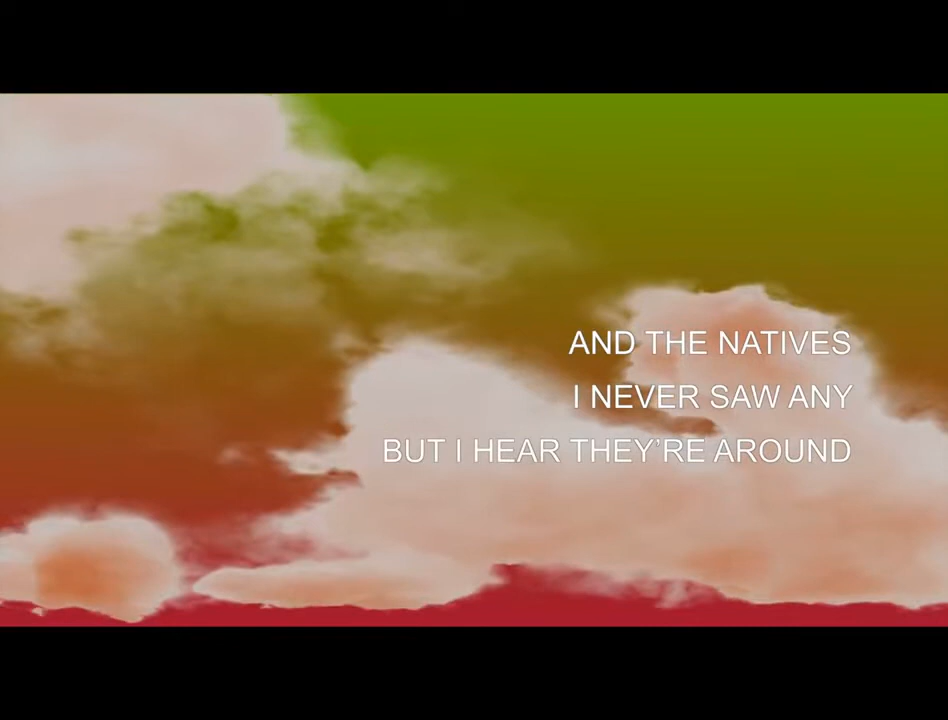 AND THE NATIVES
I NEVER SAW ANY
BUT I HEAR THEY’RE AROUND